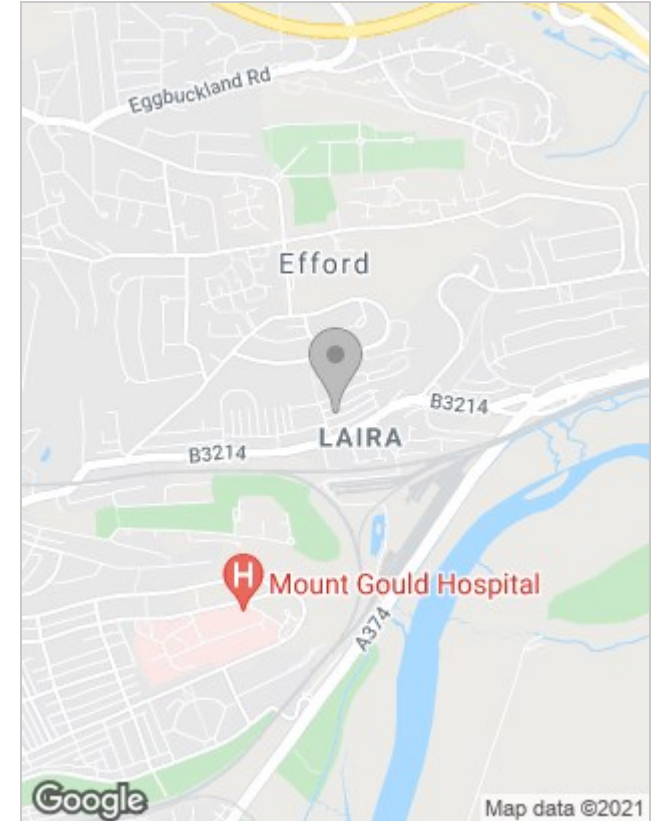 Eggbuckland Rd
Efford
B3214
LAIRA
B3214
H
Mount Gould Hospital
A374
Google
Map data ©2021